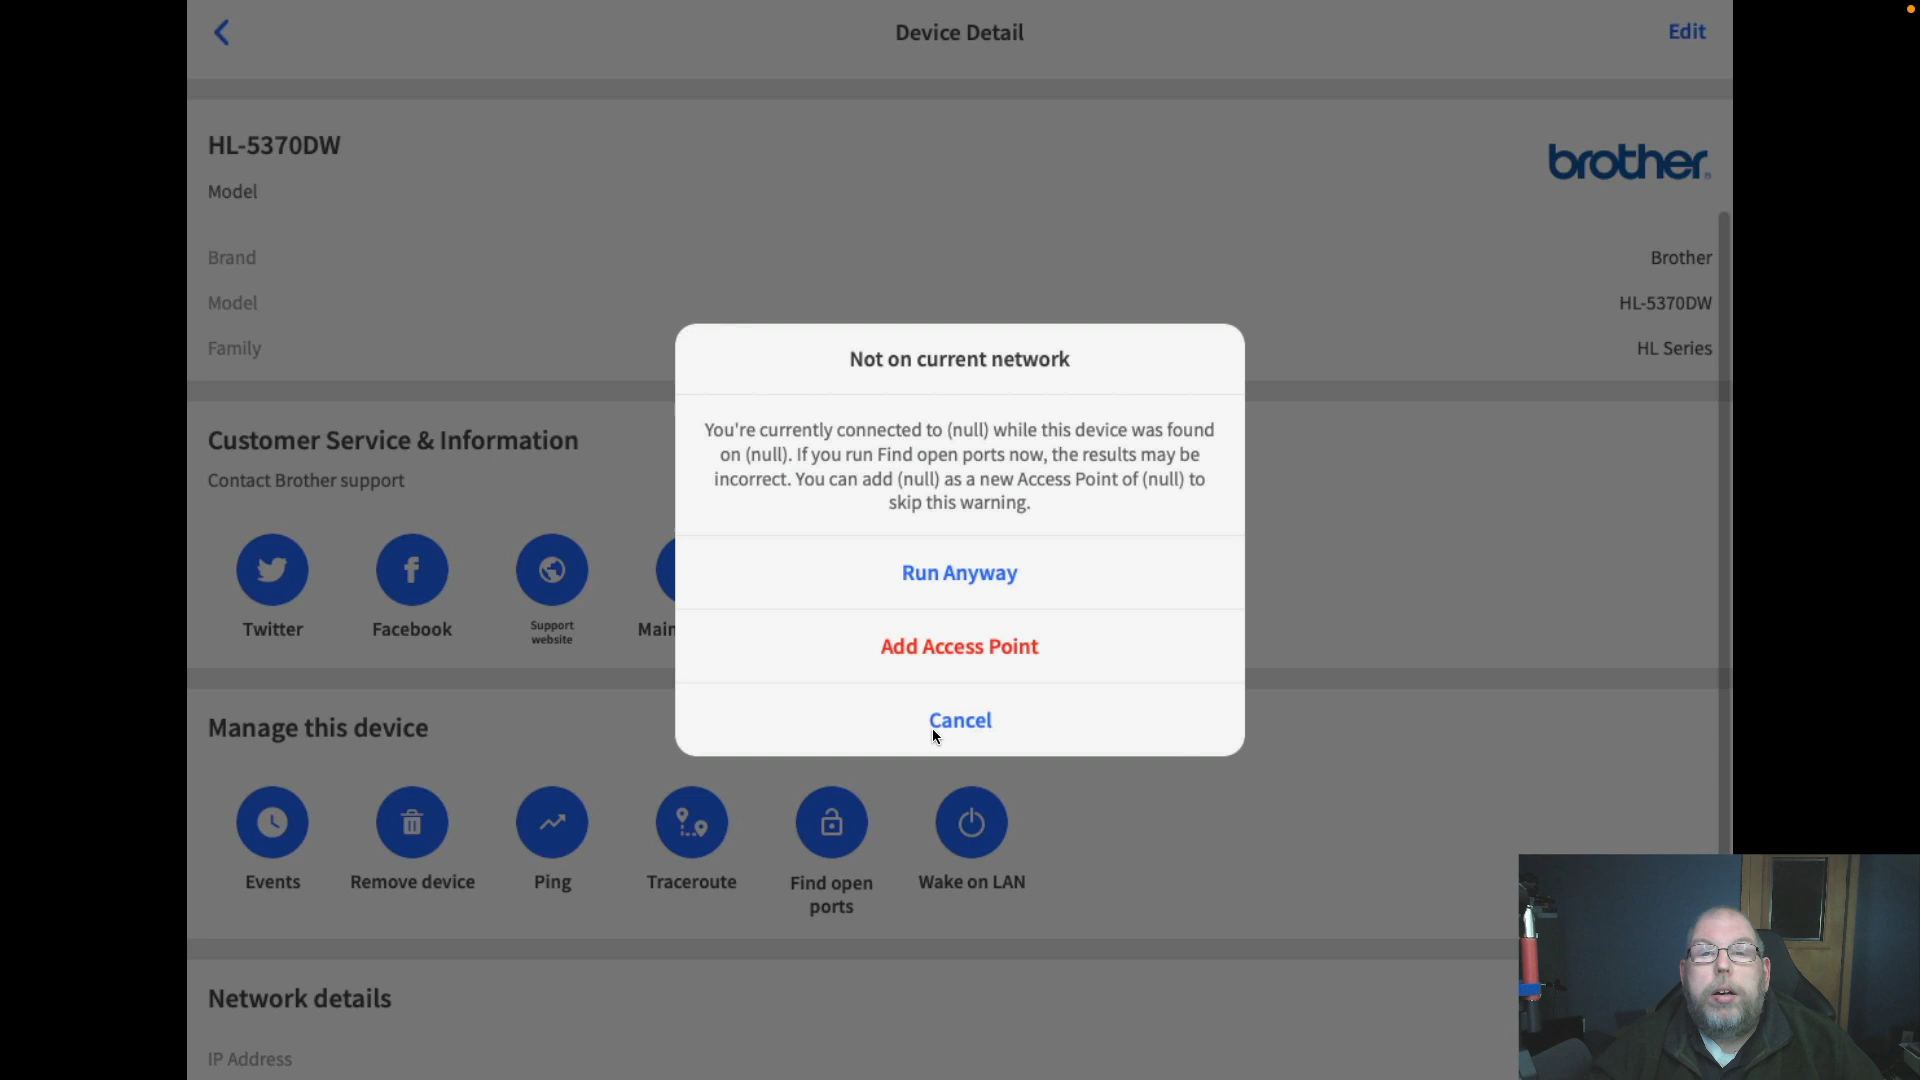 Device Detail
Edit
HL-5370DW
brother
Model
Brand
Brother
Model
HL-5370DW
Family
HL Series
Not on current network
You're currently connected to (null) while this device was found
on (null). If you run Find open ports now, the results may be
incorrect. You can add (null) as a new Access Point of (null) to
skip this warning.
Run Anyway
Add Access Point
Cancel
Customer Service & Information
Contact Brother support
Twitter
Facebook
Support
website
Main
Manage this device
Events
Remove device
Ping
Traceroute
Find open
ports
Wake on LAN
Network details
IP Address